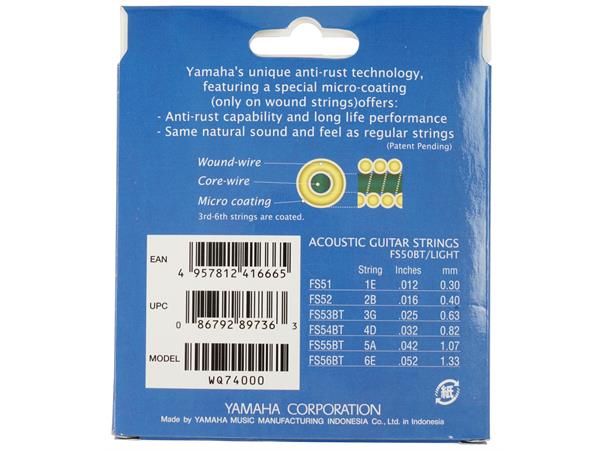 Yamaha's unique anti-rust technology,
featuring a special micro-coating
(only on wound strings)offers:
- Anti-rust capability and long life performance
- Same natural sound and feel as regular strings
(Patent Pending)
Wound-wire
Core-wire
Micro coating
3rd-6th strings are coated.
EAN
4 957812 416665
UPC
0 86792 89736 3
MODEL
WQ74000
ACOUSTIC GUITAR STRINGS
FS50BT/LIGHT
String Inches mm
FS51 1E .012 0.30
FS52 2B .016 0.40
FS53BT 3G .025 0.63
FS54BT 4D .032 0.82
FS55BT 5A .042 1.07
FS56BT 6E .052 1.33
紙
YAMAHA CORPORATION
Made by YAMAHA MUSIC MANUFACTURING INDONESIA Co., Ltd. in Indonesia